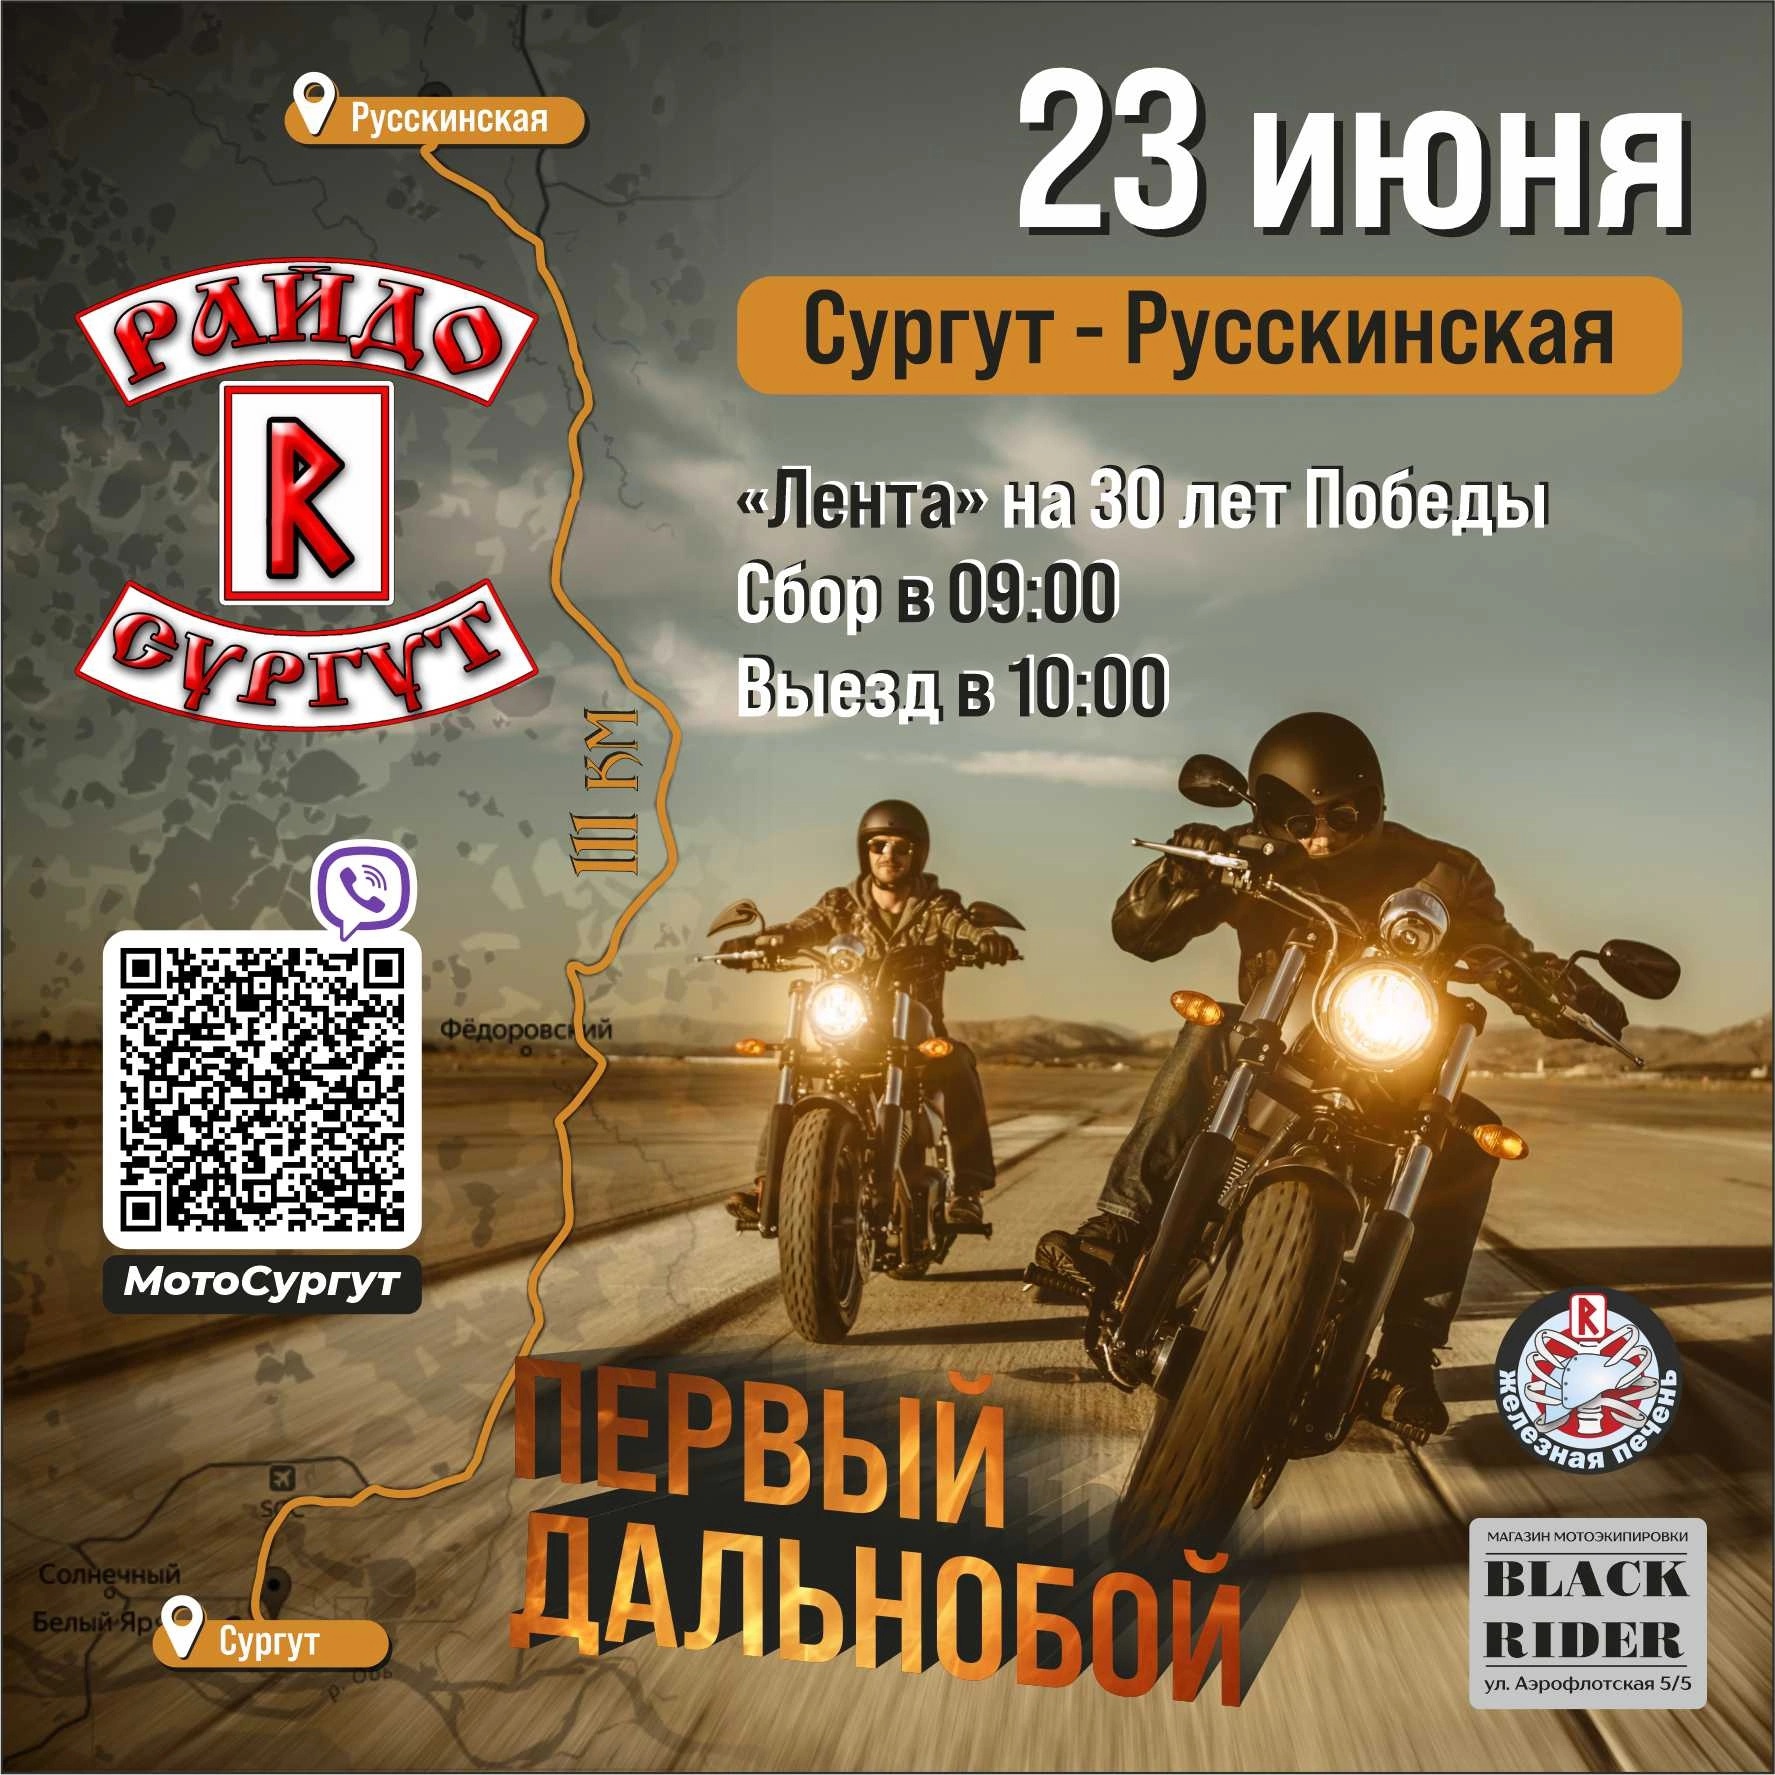 Русскинская
23 июня
РАЙДО
R
СУРГУТ
Сургут - Русскинская
«Лента» на 30 лет Победы
Сбор в 09:00
Выезд в 10:00
111 КМ
Фёдоровский
МотоСургут
ПЕРВЫЙ
ДАЛЬНОБОЙ
R
железная печень
SGC
Солнечный
Белый Яр
Сургут
р. Обь
МАГАЗИН МОТОЭКИПИРОВКИ
BLACK
RIDER
ул. Аэрофлотская 5/5